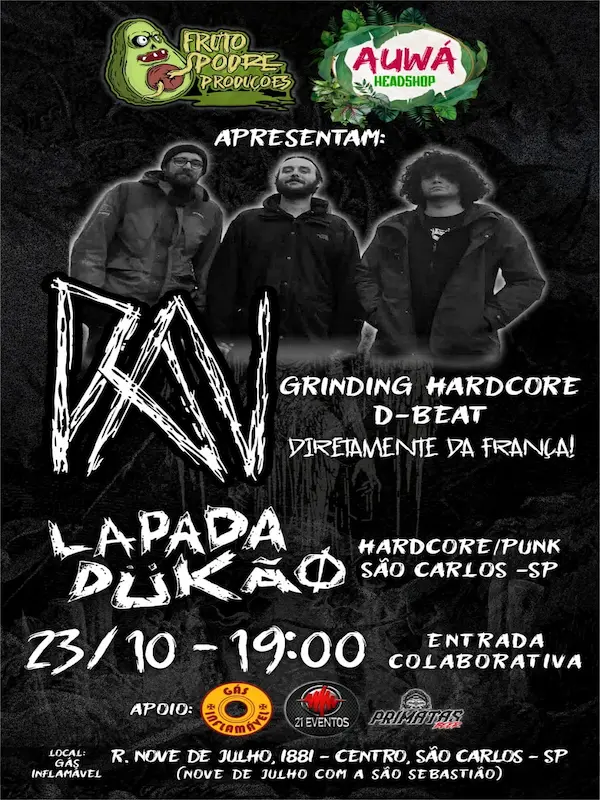 FRUTO
PODRE
PRODUÇÕES
AUWÁ
HEADSHOP
APRESENTAM:
GRINDING HARDCORE
D-BEAT
DIRETAMENTE DA FRANÇA!
LAPADA
DÜKÃØ
HARDCORE/PUNK
SÃO CARLOS -SP
23/10 - 19:00
ENTRADA
COLABORATIVA
APOIO:
GÁS
INFLAMÁVEL
21 EVENTOS
PRIMATAS
LOCAL:
GÁS
INFLAMÁVEL
R. NOVE DE JULHO, 1881 - CENTRO, SÃO CARLOS - SP
(NOVE DE JULHO COM A SÃO SEBASTIÃO)